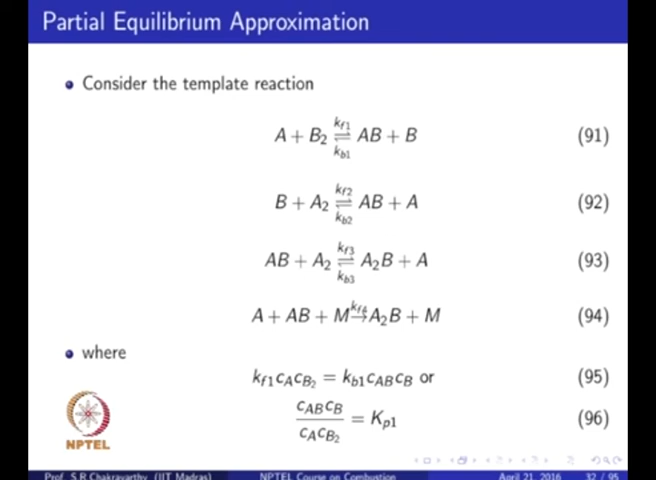 Partial Equilibrium Approximation
Consider the template reaction
A + B₂ ⇌ AB + B (91)
k_f1
k_b1
B + A₂ ⇌ AB + A (92)
k_f2
k_b2
AB + A₂ ⇌ A₂B + A (93)
k_f3
k_b3
A + AB + M → A₂B + M (94)
k_f4
where
k_f1 c_A c_B₂ = k_b1 c_AB c_B or (95)
c_AB c_B / c_A c_B₂ = K_p1 (96)
NPTEL
Prof. S.R.Chakravarthy (IIT Madras) NPTEL Course on Combustion April 21, 2016 32 / 95